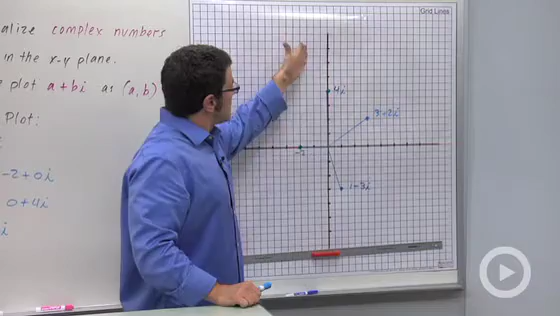 alize complex numbers
in the x-y plane.
e plot a+bi as (a,b)
Plot:
-2+0i
0+4i
i
Grid Lines
4i
3+2i
-2
1-3i